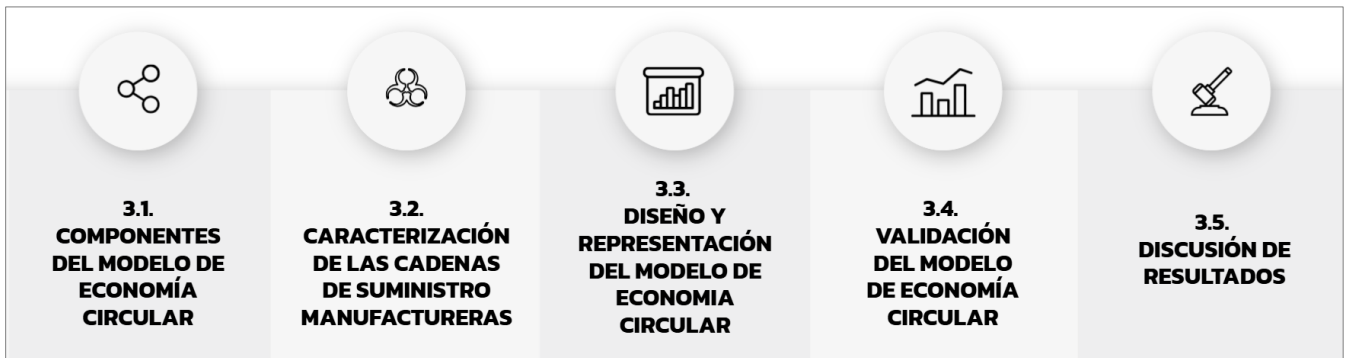 3.1.
COMPONENTES
DEL MODELO DE
ECONOMÍA
CIRCULAR
3.2.
CARACTERIZACIÓN
DE LAS CADENAS
DE SUMINISTRO
MANUFACTURERAS
3.3.
DISEÑO Y
REPRESENTACIÓN
DEL MODELO DE
ECONOMIA
CIRCULAR
3.4.
VALIDACIÓN
DEL MODELO
DE ECONOMÍA
CIRCULAR
3.5.
DISCUSIÓN DE
RESULTADOS